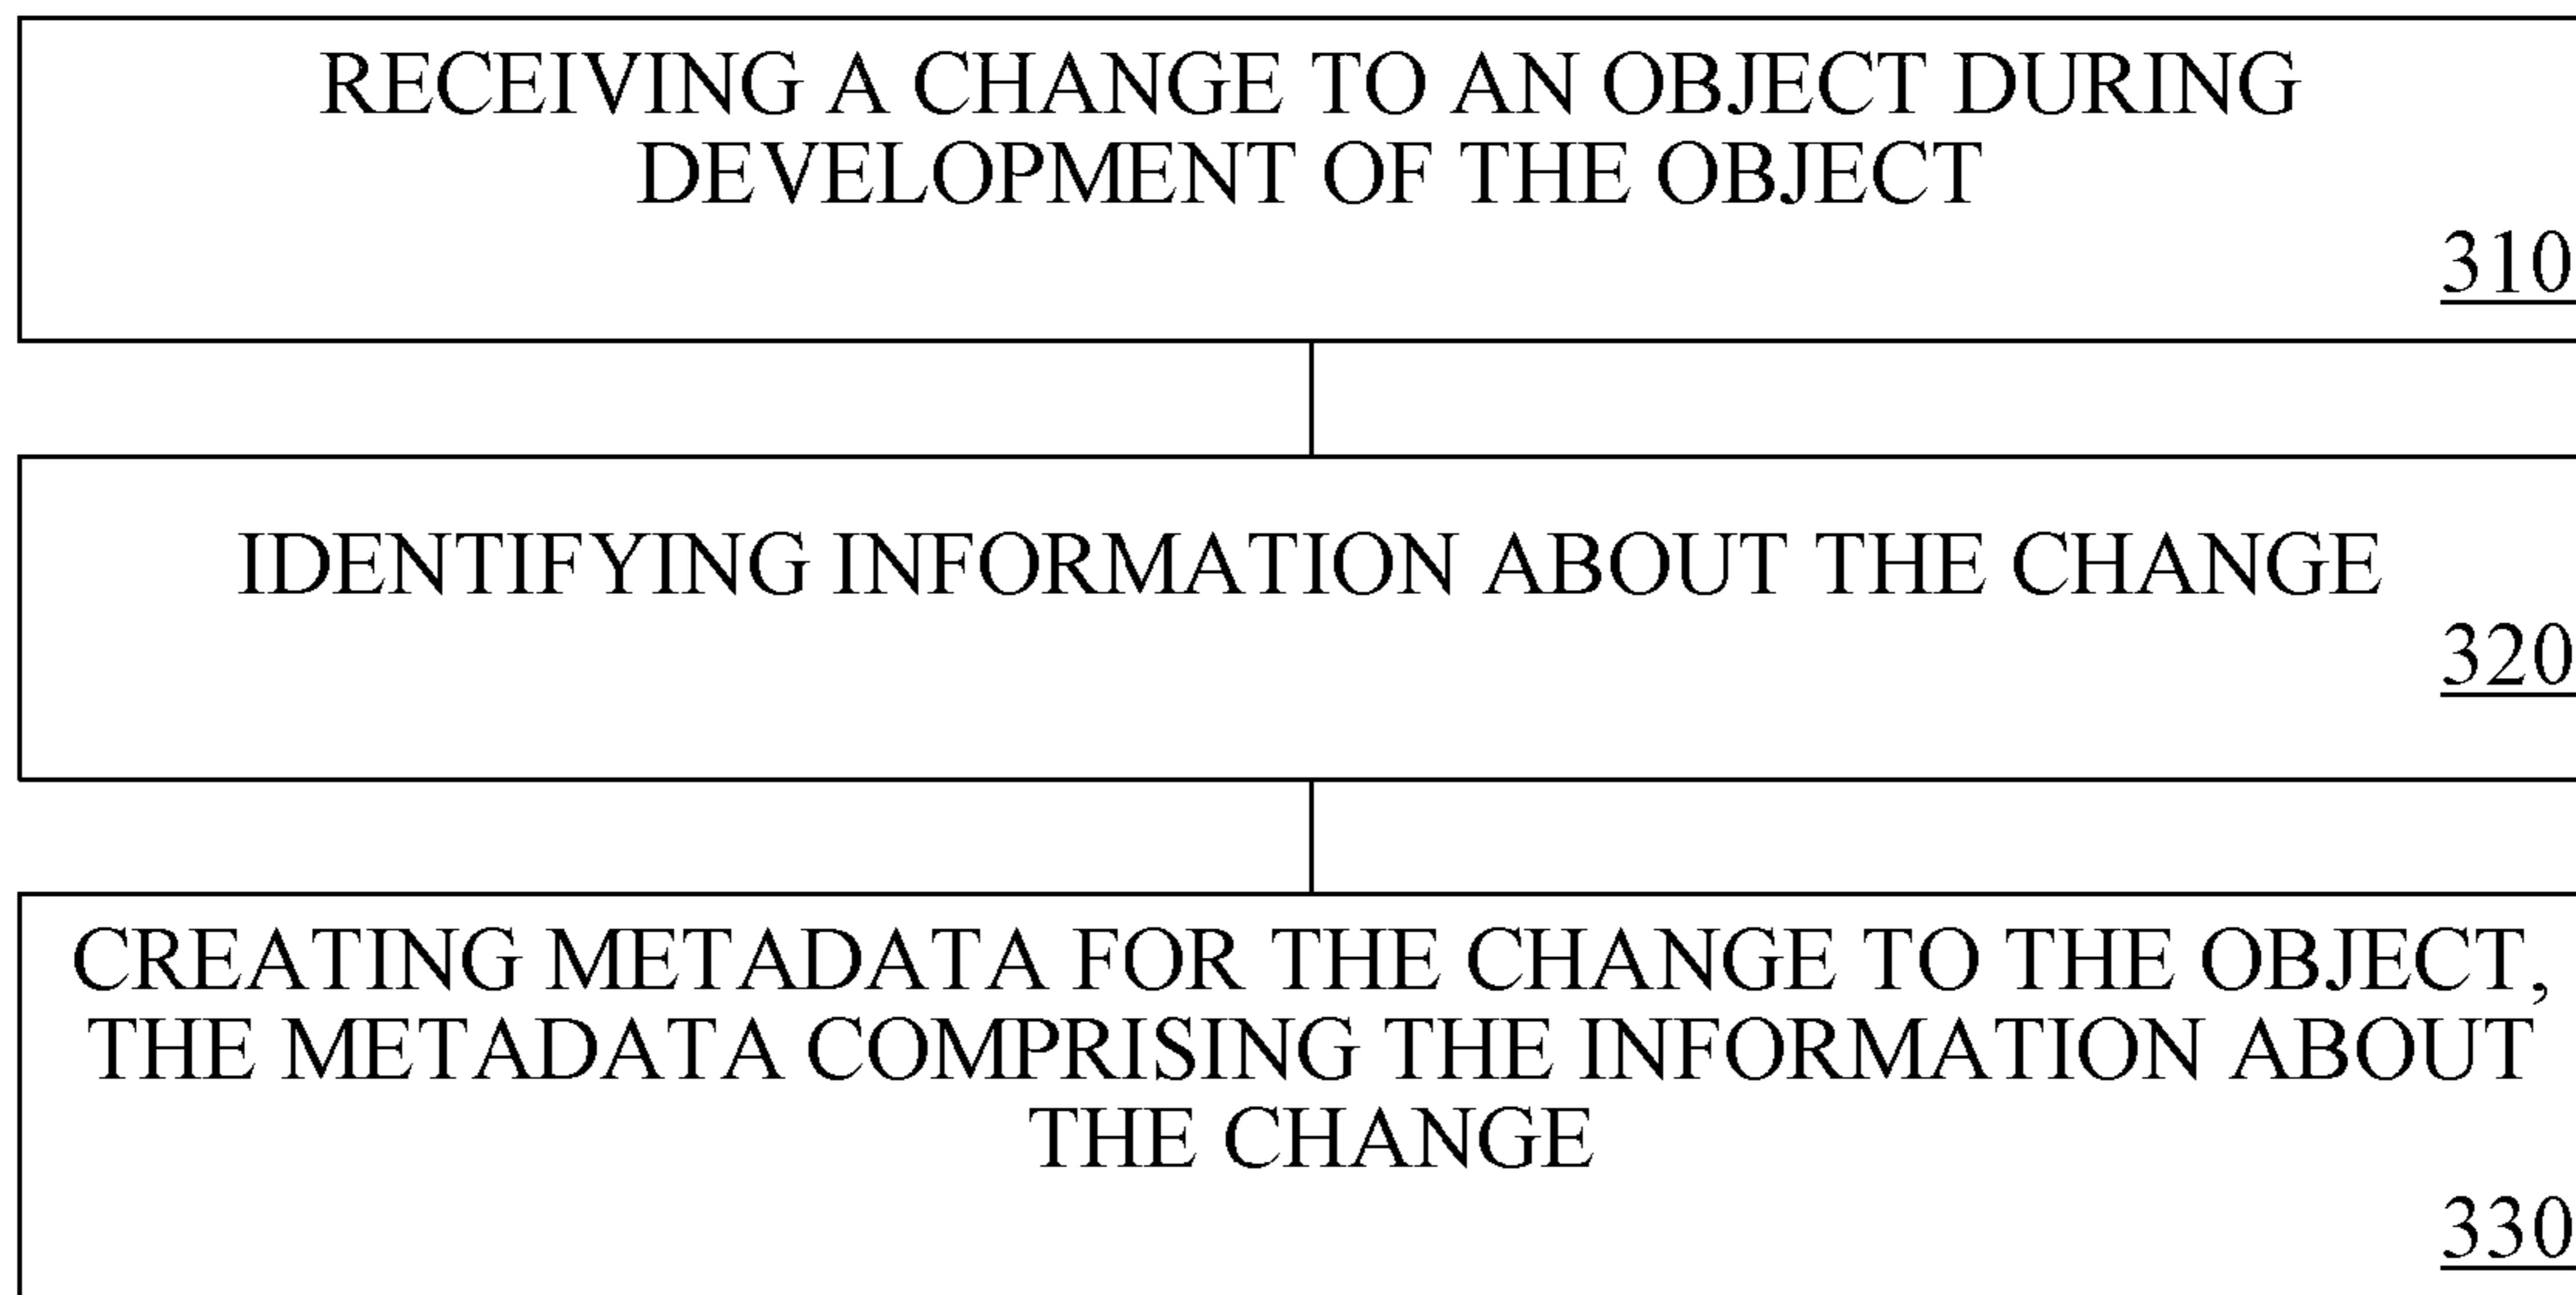 RECEIVING A CHANGE TO AN OBJECT DURING
DEVELOPMENT OF THE OBJECT
310
IDENTIFYING INFORMATION ABOUT THE CHANGE
320
CREATING METADATA FOR THE CHANGE TO THE OBJECT,
THE METADATA COMPRISING THE INFORMATION ABOUT
THE CHANGE
330